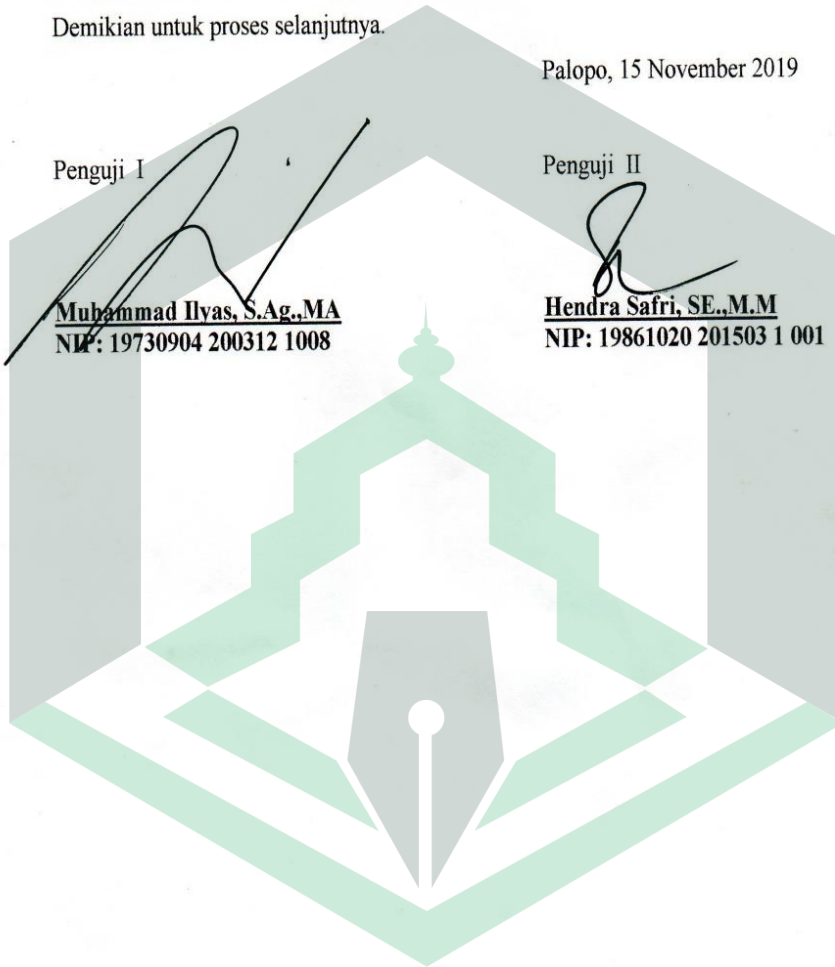 Demikian untuk proses selanjutnya.
Palopo, 15 November 2019
Penguji I
Penguji II
Muhammad Ilyas, S.Ag.,MA
NIP: 19730904 200312 1008
Hendra Safri, SE.,M.M
NIP: 19861020 201503 1 001